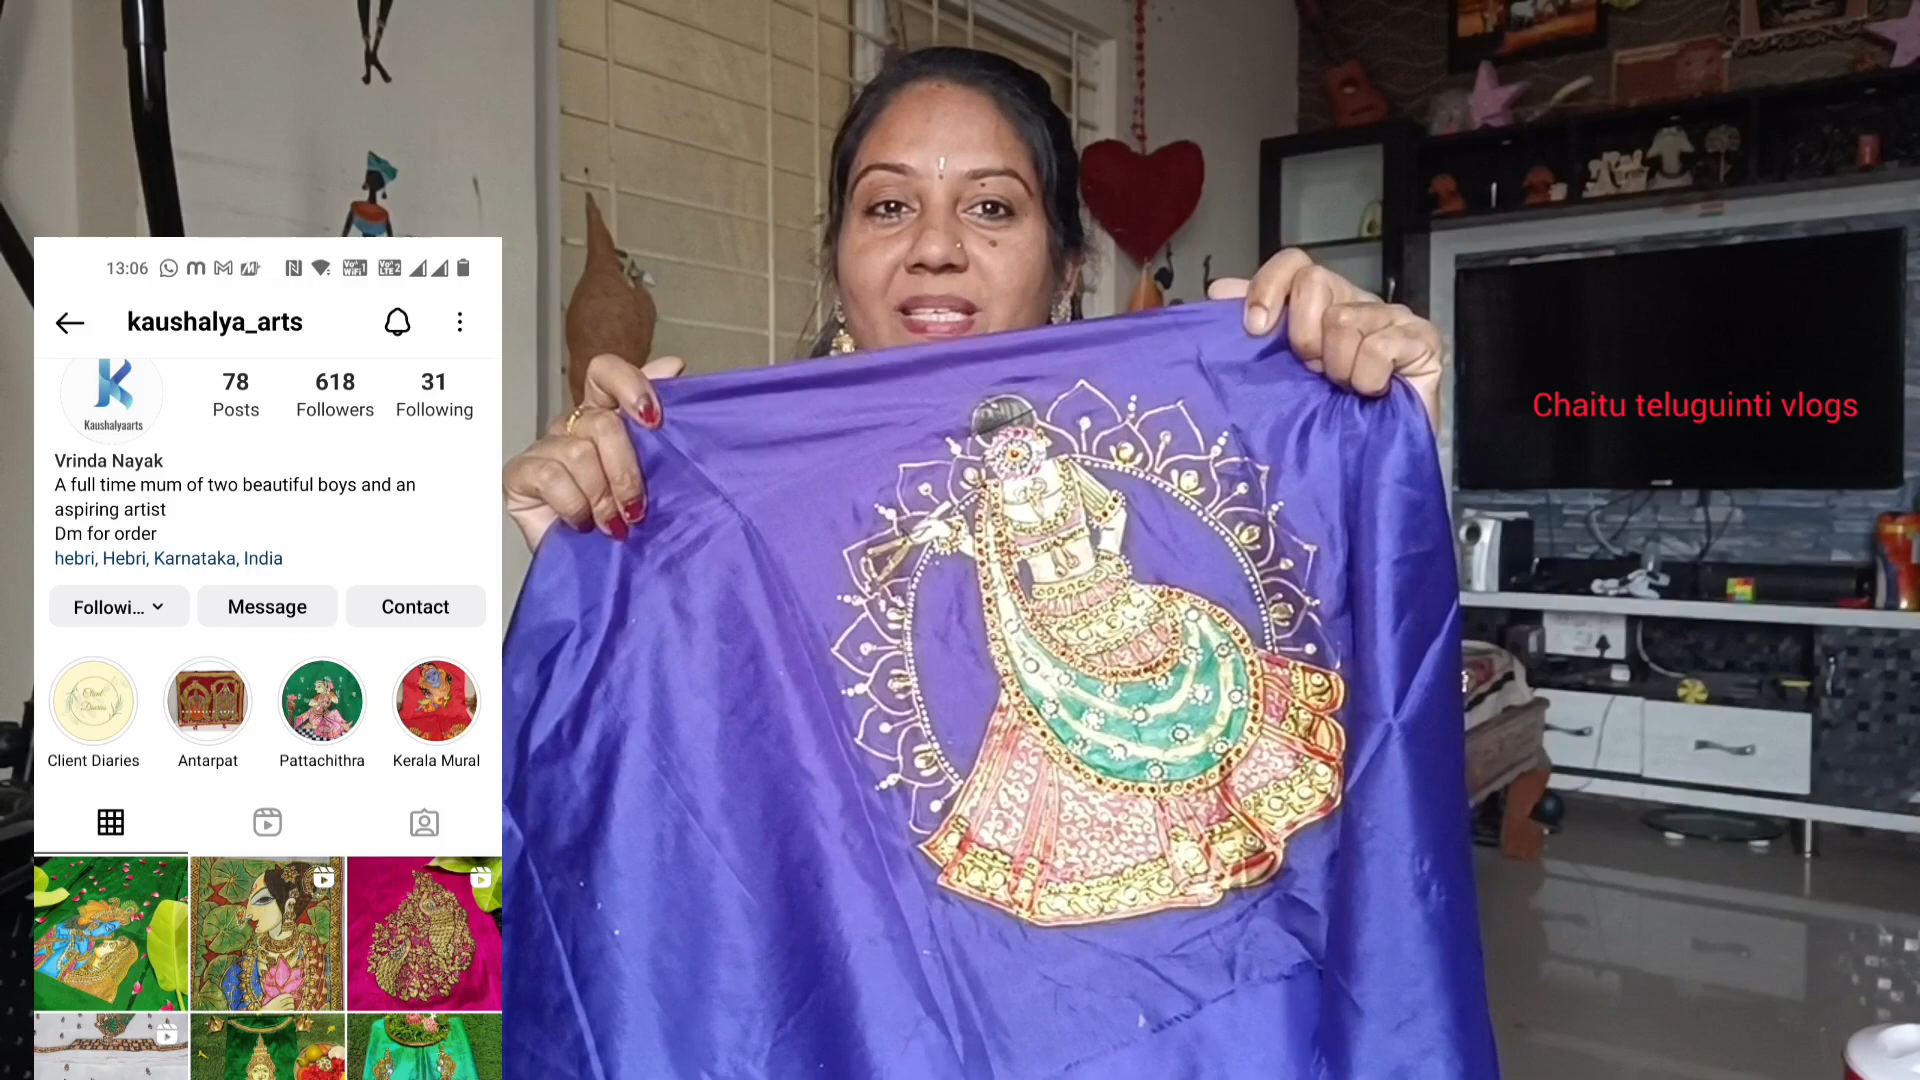 13:06
kaushalya_arts
K
Kaushalyaarts
78
Posts
618
Followers
31
Following
Vrinda Nayak
A full time mum of two beautiful boys and an
aspiring artist
Dm for order
hebri, Hebri, Karnataka, India
Followi...
Message
Contact
Client
Diaries
Client Diaries
Antarpat
Pattachithra
Kerala Mural
Chaitu teluguinti vlogs